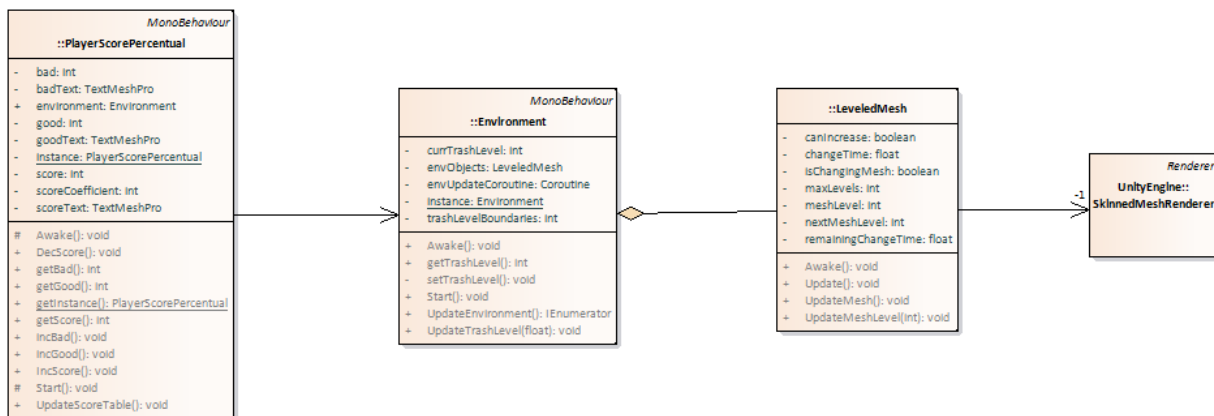 MonoBehaviour
::PlayerScorePercentual
- bad: int
- badText: TextMeshPro
+ environment: Environment
- good: int
- goodText: TextMeshPro
- instance: PlayerScorePercentual
- score: int
- scoreCoefficient: int
- scoreText: TextMeshPro
# Awake(): void
+ DecScore(): void
+ getBad(): int
+ getGood(): int
+ getInstance(): PlayerScorePercentual
+ getScore(): int
+ IncBad(): void
+ IncGood(): void
+ IncScore(): void
# Start(): void
+ UpdateScoreTable(): void
MonoBehaviour
::Environment
- currTrashLevel: int
- envObjects: LeveledMesh
- envUpdateCoroutine: Coroutine
- instance: Environment
- trashLevelBoundaries: int
+ Awake(): void
+ getTrashLevel(): int
- setTrashLevel(): void
+ Start(): void
+ UpdateEnvironment(): IEnumerator
+ UpdateTrashLevel(float): void
::LeveledMesh
- canIncrease: boolean
- changeTime: float
- isChangingMesh: boolean
- maxLevels: int
- meshLevel: int
- nextMeshLevel: int
- remainingChangeTime: float
+ Awake(): void
+ Update(): void
+ UpdateMesh(): void
+ UpdateMeshLevel(int): void
-1
Renderer
UnityEngine::
SkinnedMeshRenderer